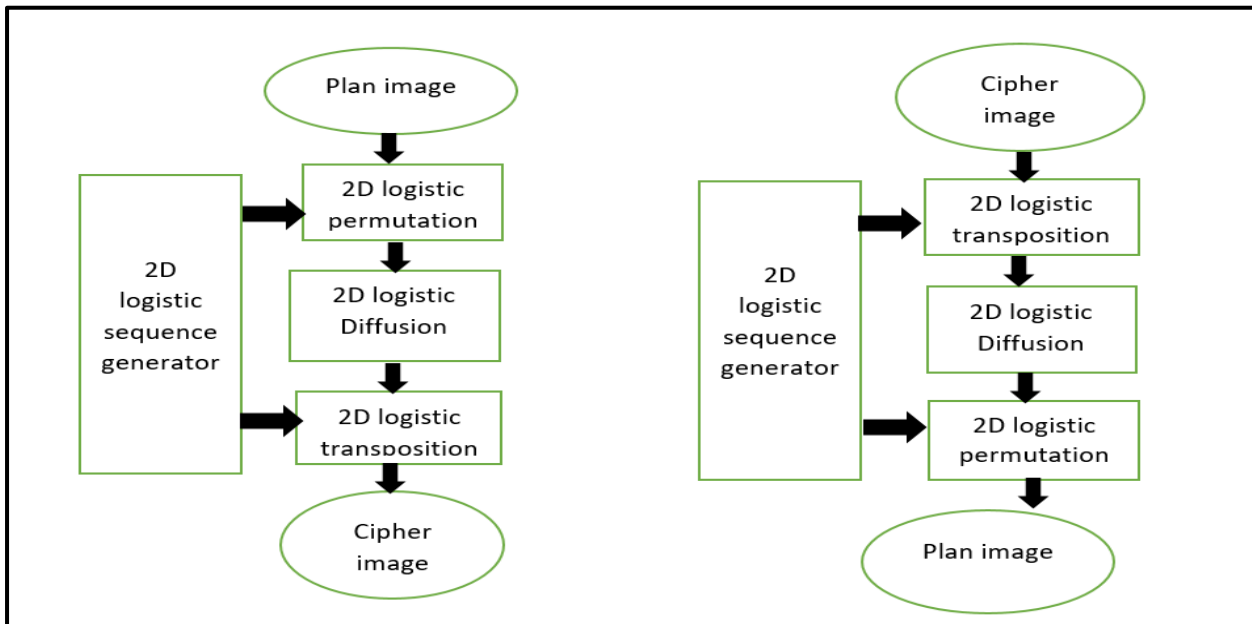 Plan image
2D logistic
permutation
2D
logistic
sequence
generator
2D logistic
Diffusion
2D logistic
transposition
Cipher
image
Cipher
image
2D logistic
transposition
2D
logistic
sequence
generator
2D logistic
Diffusion
2D logistic
permutation
Plan image